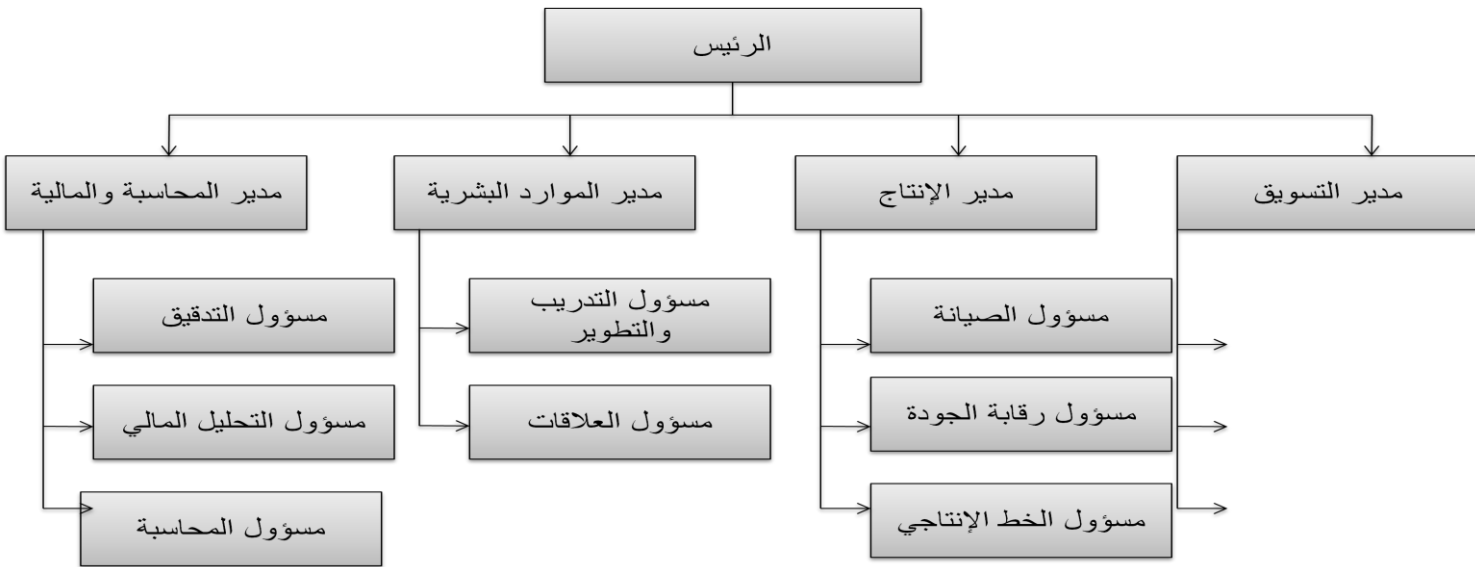 الرئيس
مدير التسويق
مدير الإنتاج
مدير الموارد البشرية
مدير المحاسبة والمالية
مسؤول الصيانة
مسؤول رقابة الجودة
مسؤول الخط الإنتاجي
مسؤول التدريب
والتطوير
مسؤول العلاقات
مسؤول التدقيق
مسؤول التحليل المالي
مسؤول المحاسبة